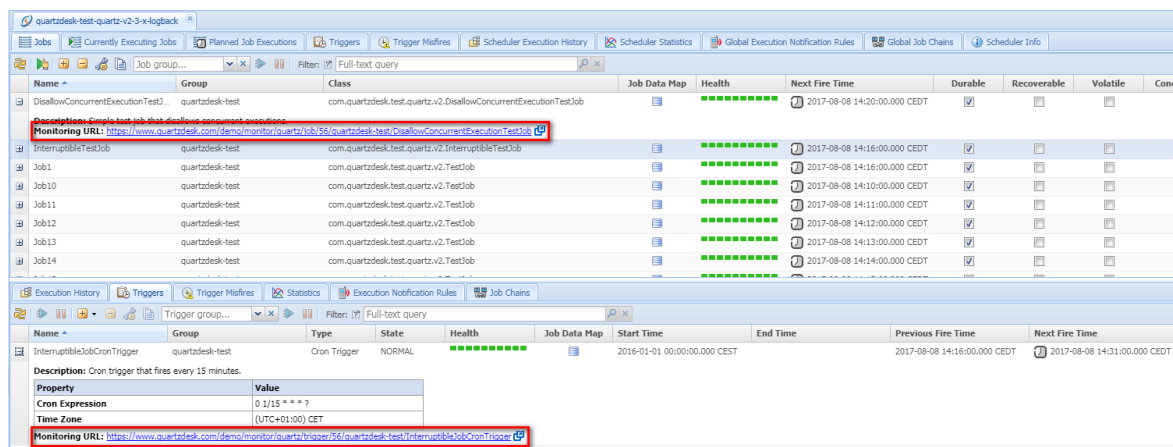 quartzdesk-test-quartz-v2-3-x-logback
Jobs Currently Executing Jobs Planned Job Executions Triggers Trigger Misfires Scheduler Execution History Scheduler Statistics Global Execution Notification Rules Global Job Chains Scheduler Info
Job group... Filter: Full-text query
Name Group Class Job Data Map Health Next Fire Time Durable Recoverable Volatile
DisallowConcurrentExecutionTestJ... quartzdesk-test com.quartzdesk.test.quartz.v2.DisallowConcurrentExecutionTestJob 2017-08-08 14:20:00.000 CEDT
Description: Simple test job that disallows concurrent executions.
Monitoring URL: https://www.quartzdesk.com/demo/monitor/quartz/job/56/quartzdesk-test/DisallowConcurrentExecutionTestJob
InterruptibleTestJob quartzdesk-test com.quartzdesk.test.quartz.v2.InterruptibleTestJob 2017-08-08 14:16:00.000 CEDT
Job1 quartzdesk-test com.quartzdesk.test.quartz.v2.TestJob 2017-08-08 14:16:00.000 CEDT
Job10 quartzdesk-test com.quartzdesk.test.quartz.v2.TestJob 2017-08-08 14:10:00.000 CEDT
Job11 quartzdesk-test com.quartzdesk.test.quartz.v2.TestJob 2017-08-08 14:11:00.000 CEDT
Job12 quartzdesk-test com.quartzdesk.test.quartz.v2.TestJob 2017-08-08 14:12:00.000 CEDT
Job13 quartzdesk-test com.quartzdesk.test.quartz.v2.TestJob 2017-08-08 14:13:00.000 CEDT
Job14 quartzdesk-test com.quartzdesk.test.quartz.v2.TestJob 2017-08-08 14:14:00.000 CEDT
Execution History Triggers Trigger Misfires Statistics Execution Notification Rules Job Chains
Trigger group... Filter: Full-text query
Name Group Type State Health Job Data Map Start Time End Time Previous Fire Time Next Fire Time
InterruptibleJobCronTrigger quartzdesk-test Cron Trigger NORMAL 2016-01-01 00:00:00.000 CEST 2017-08-08 14:16:00.000 CEDT 2017-08-08 14:31:00.000 CEDT
Description: Cron trigger that fires every 15 minutes.
Property Value
Cron Expression 0 1/15 * * * ?
Time Zone (UTC+01:00) CET
Monitoring URL: https://www.quartzdesk.com/demo/monitor/quartz/trigger/56/quartzdesk-test/InterruptibleJobCronTrigger